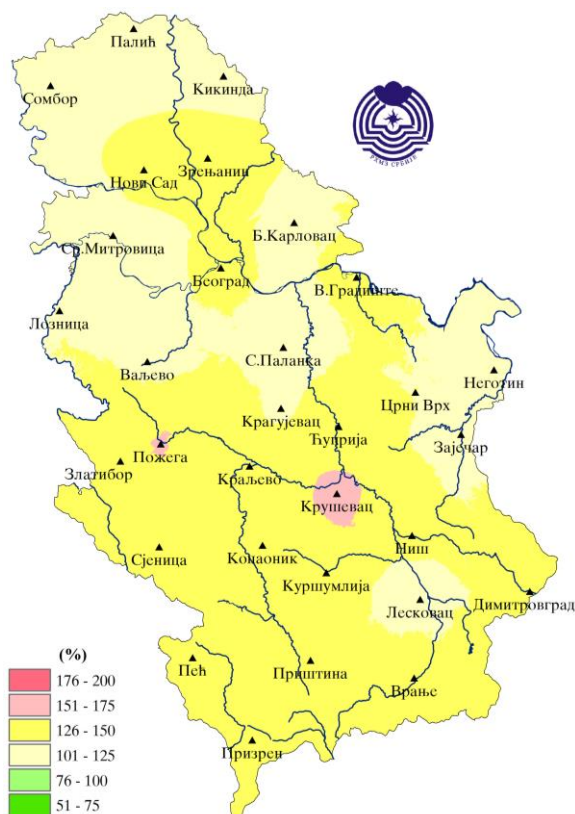 Палић
Кикинда
Сомбор
Зрењанин
Нови Сад
РХМЗ СРБИЈЕ
Б.Карловац
Ср.Митровица
Београд
В.Градиште
Лозница
С.Паланка
Ваљево
Неготин
Црни Врх
Крагујевац
Ћуприја
Зајечар
Пожега
Златибор
Краљево
Крушевац
Ниш
Сјеница
Копаоник
Куршумлија
Димитровград
Лесковац
Пећ
Приштина
Врање
Призрен
(%)
176 - 200
151 - 175
126 - 150
101 - 125
76 - 100
51 - 75